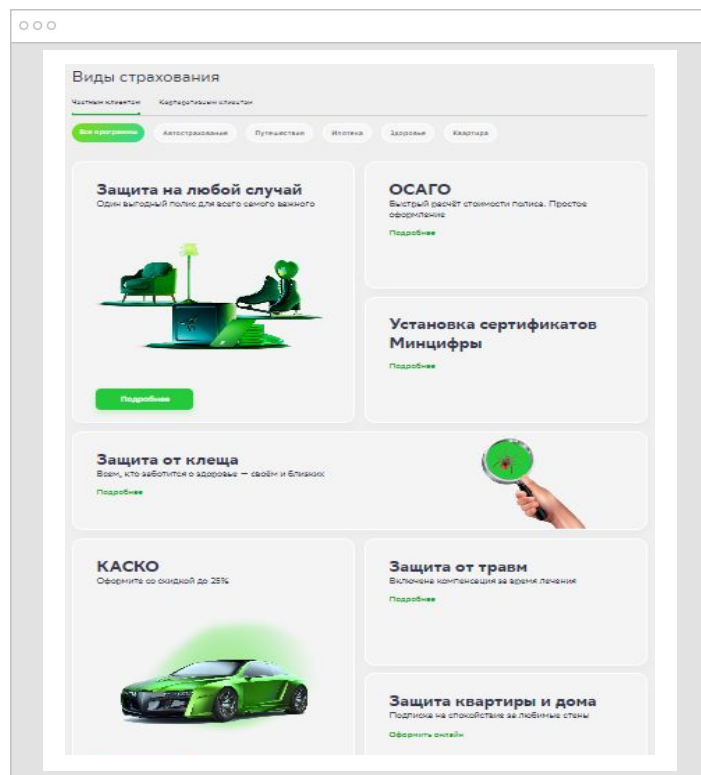 Виды страхования
Частным клиентам Корпоративным клиентам
Все программы Автострахование Путешествия Ипотека Здоровье Квартира
Защита на любой случай
Один выгодный полис для всего самого важного
Подробнее
ОСАГО
Быстрый расчёт стоимости полиса. Простое
оформление
Подробнее
Установка сертификатов
Минцифры
Подробнее
Защита от клеща
Всем, кто заботится о здоровье — своём и близких
Подробнее
КАСКО
Оформите со скидкой до 25%
Защита от травм
Включена компенсация за время лечения
Подробнее
Защита квартиры и дома
Подписка на спокойствие за любимые стены
Оформить онлайн